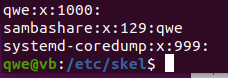 qwe:x:1000:
sambashare:x:129:qwe
systemd-coredump:x:999:
qwe@vb:/etc/skel$